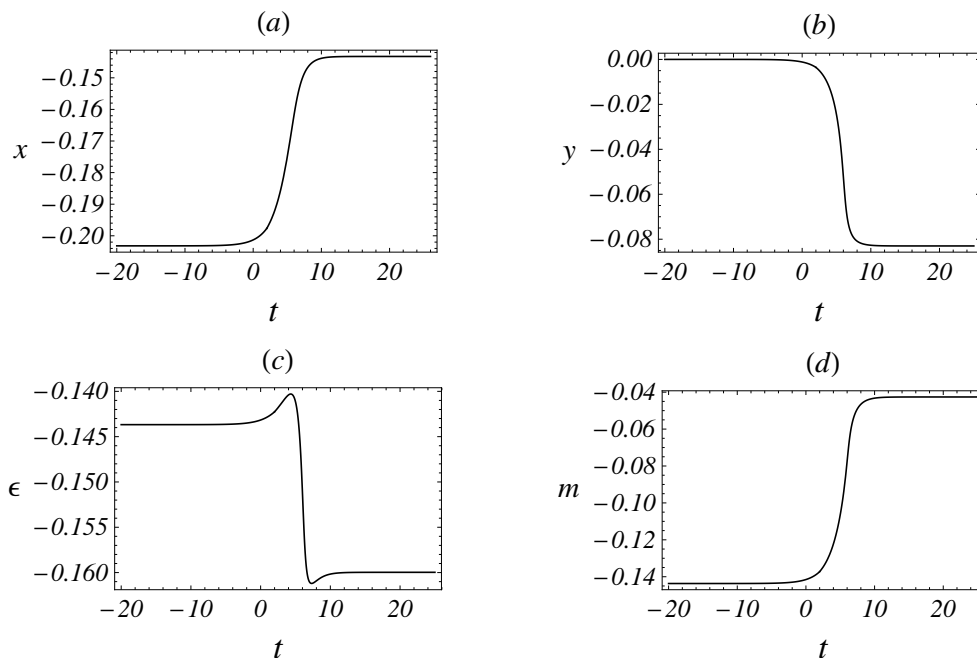 (a)
−0.15
−0.16
−0.17
−0.18
−0.19
−0.20
x
−20 −10 0 10 20
t
(b)
0.00
−0.02
−0.04
−0.06
−0.08
y
−20 −10 0 10 20
t
(c)
−0.140
−0.145
−0.150
−0.155
−0.160
ϵ
−20 −10 0 10 20
t
(d)
−0.04
−0.06
−0.08
−0.10
−0.12
−0.14
m
−20 −10 0 10 20
t